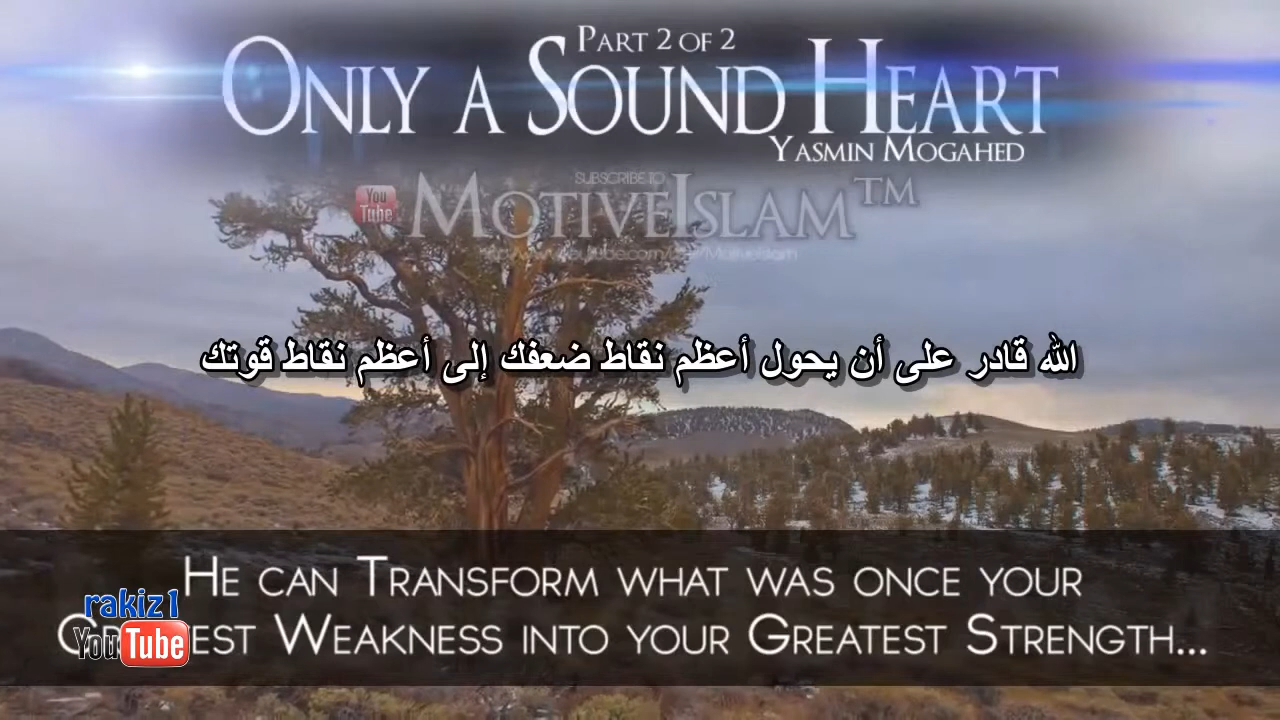 PART 2 OF 2
ONLY A SOUND HEART
YASMIN MOGAHED
SUBSCRIBE TO
You Tube MOTIVEISLAM™
الله قادر على أن يحول أعظم نقاط ضعفك إلى أعظم نقاط قوتك
HE CAN TRANSFORM WHAT WAS ONCE YOUR
WEAKNESS INTO YOUR GREATEST STRENGTH...
rakiz1
YouTube